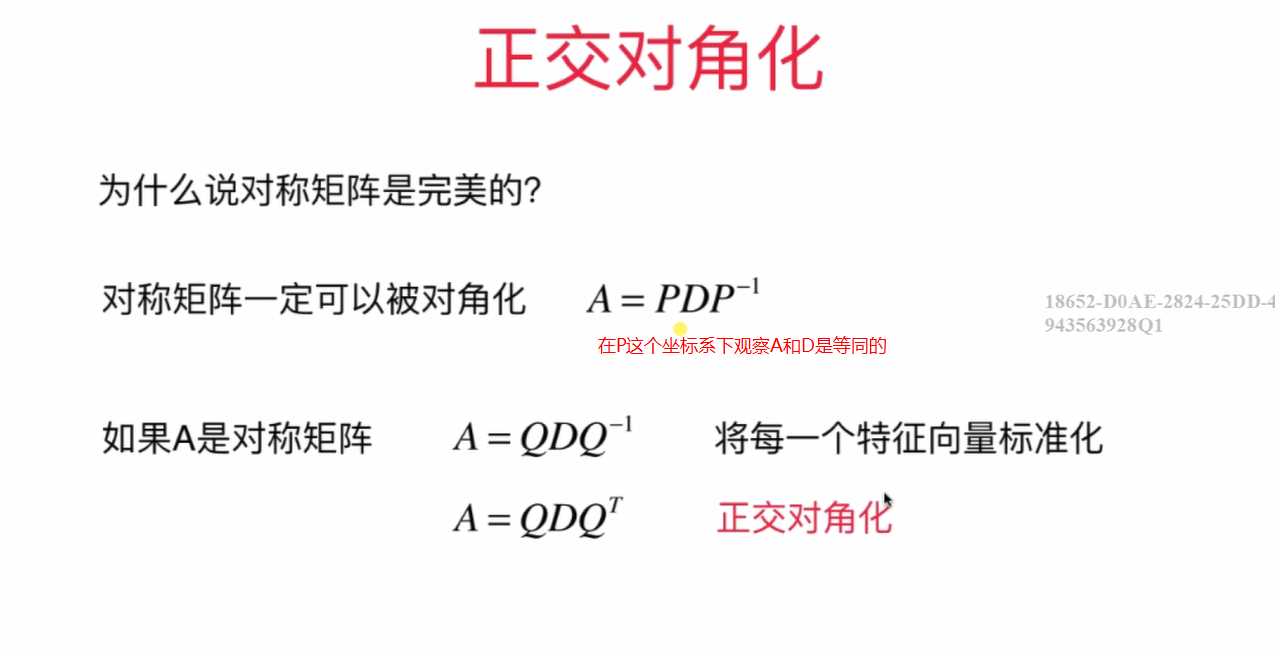 正交对角化
为什么说对称矩阵是完美的?
对称矩阵一定可以被对角化 A = PDP⁻¹
18652-D0AE-2824-25DD-4
943563928Q1
在P这个坐标系下观察A和D是等同的
如果A是对称矩阵 A = QDQ⁻¹ 将每一个特征向量标准化
A = QDQᵀ 正交对角化